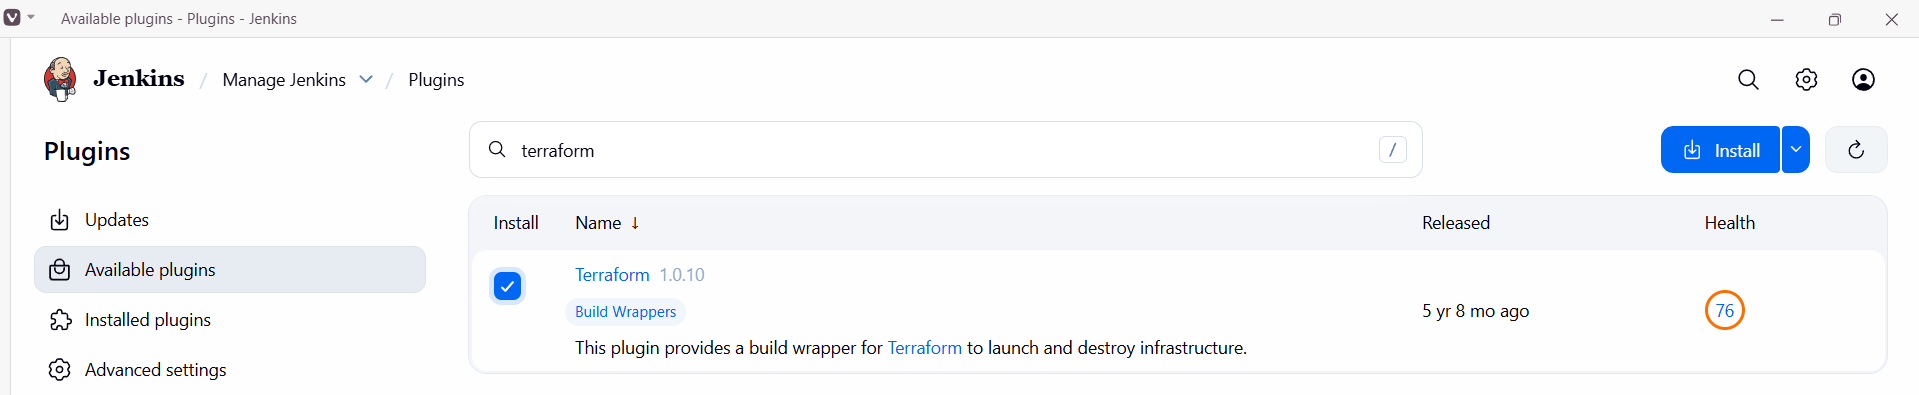 Available plugins - Plugins - Jenkins
Jenkins / Manage Jenkins / Plugins
Plugins
terraform /
Install
Updates
Available plugins
Installed plugins
Advanced settings
Install Name ↓ Released Health
Terraform 1.0.10
Build Wrappers
This plugin provides a build wrapper for Terraform to launch and destroy infrastructure.
5 yr 8 mo ago
76